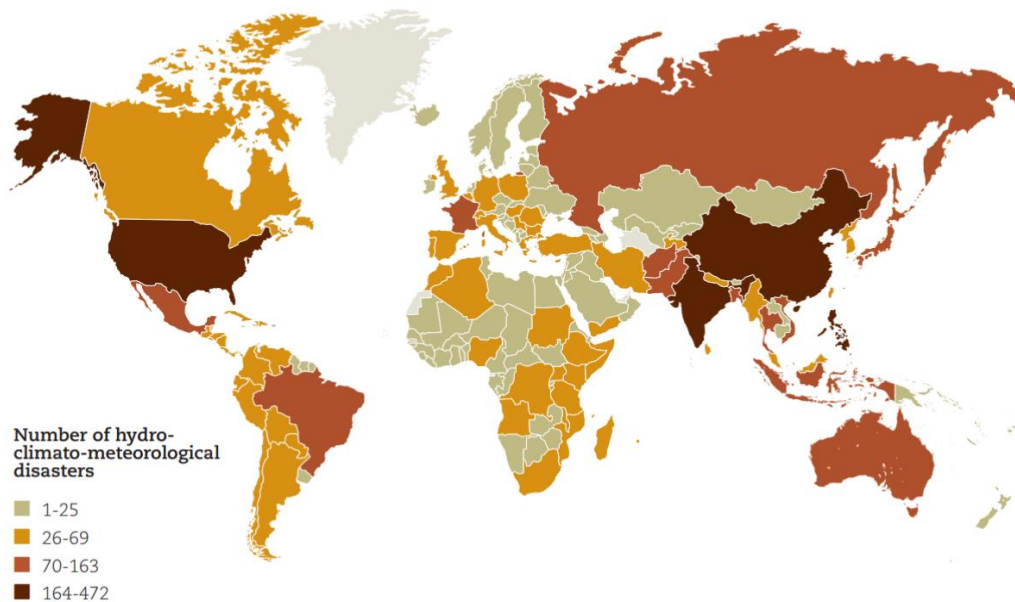 Number of hydro-
climato-meteorological
disasters
1-25
26-69
70-163
164-472